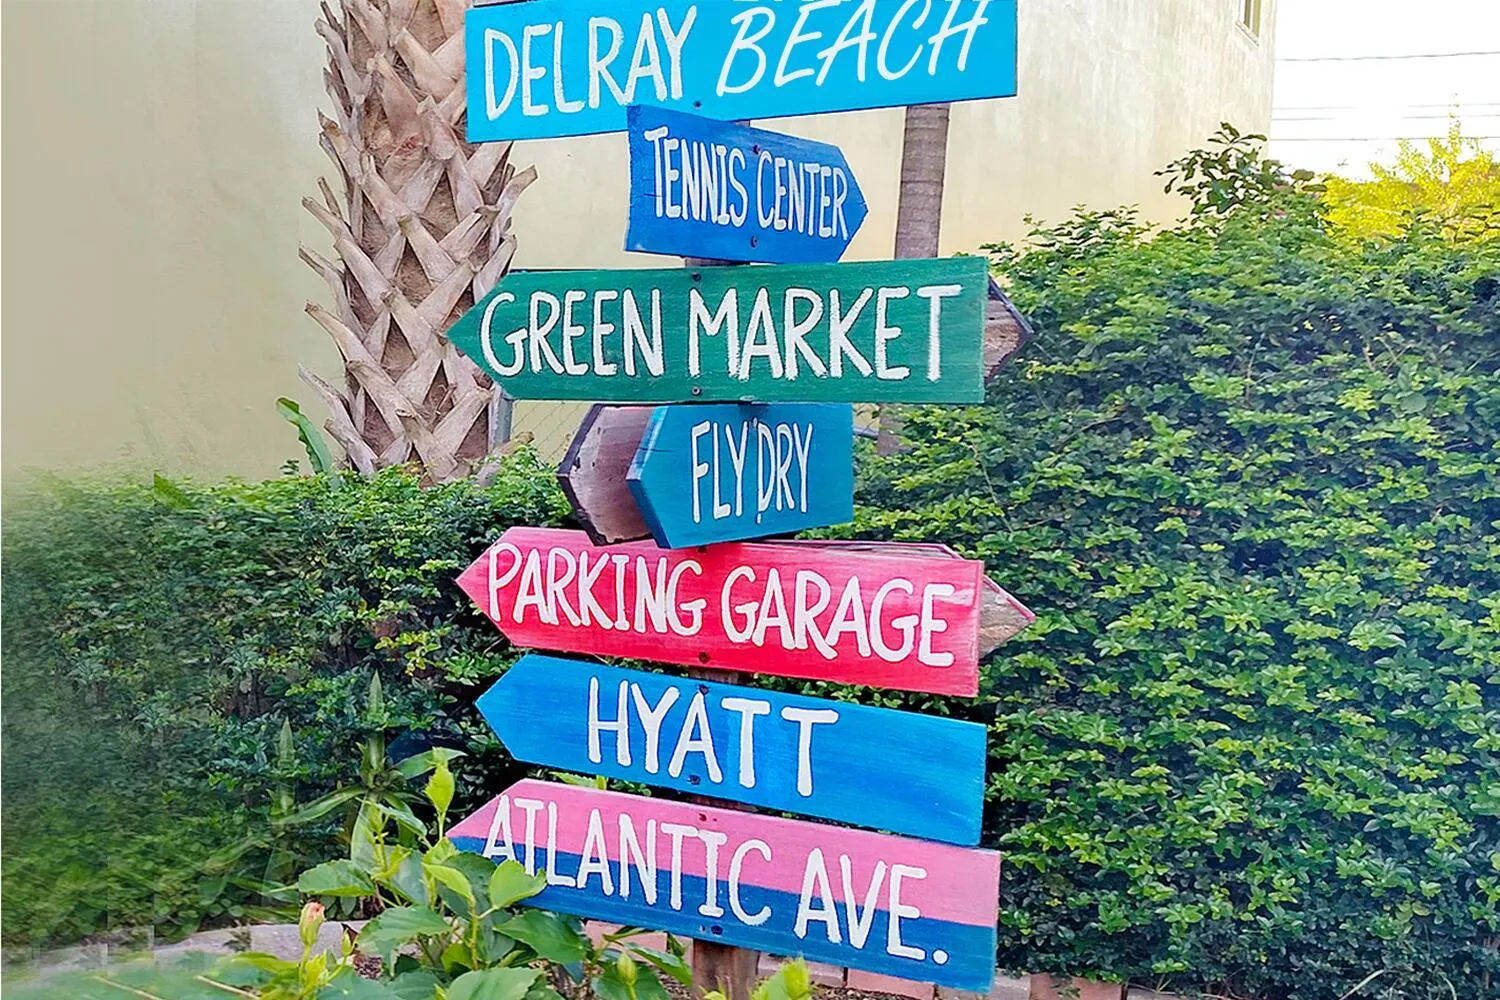 DELRAY BEACH
TENNIS CENTER
GREEN MARKET
FLY DRY
PARKING GARAGE
HYATT
ATLANTIC AVE.